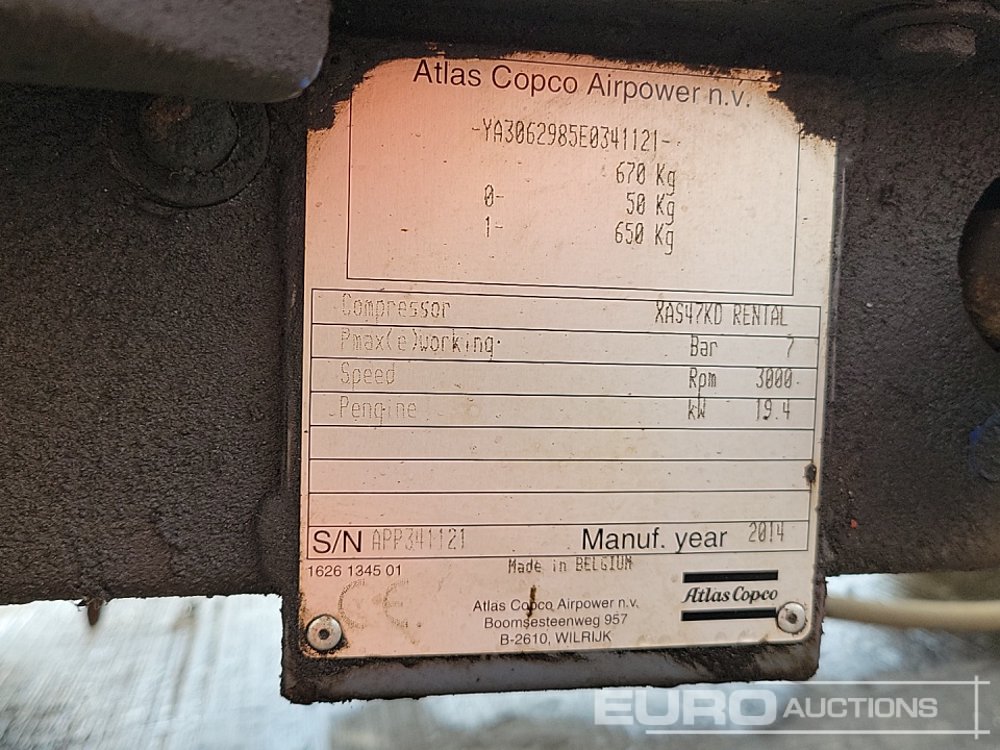 Atlas Copco Airpower n.v.
-YA3062985E0341121-
670 Kg
0- 50 Kg
1- 650 Kg
Compressor XAS47KD RENTAL
Pmax(e)working Bar 7
Speed Rpm 3000
Pengine kW 19.4
S/N APP341121 Manuf. year 2014
1626 1345 01 Made in BELGIUM
CE
Atlas Copco Airpower n.v.
Boomsesteenweg 957
B-2610, WILRIJK
Atlas Copco
EURO AUCTIONS